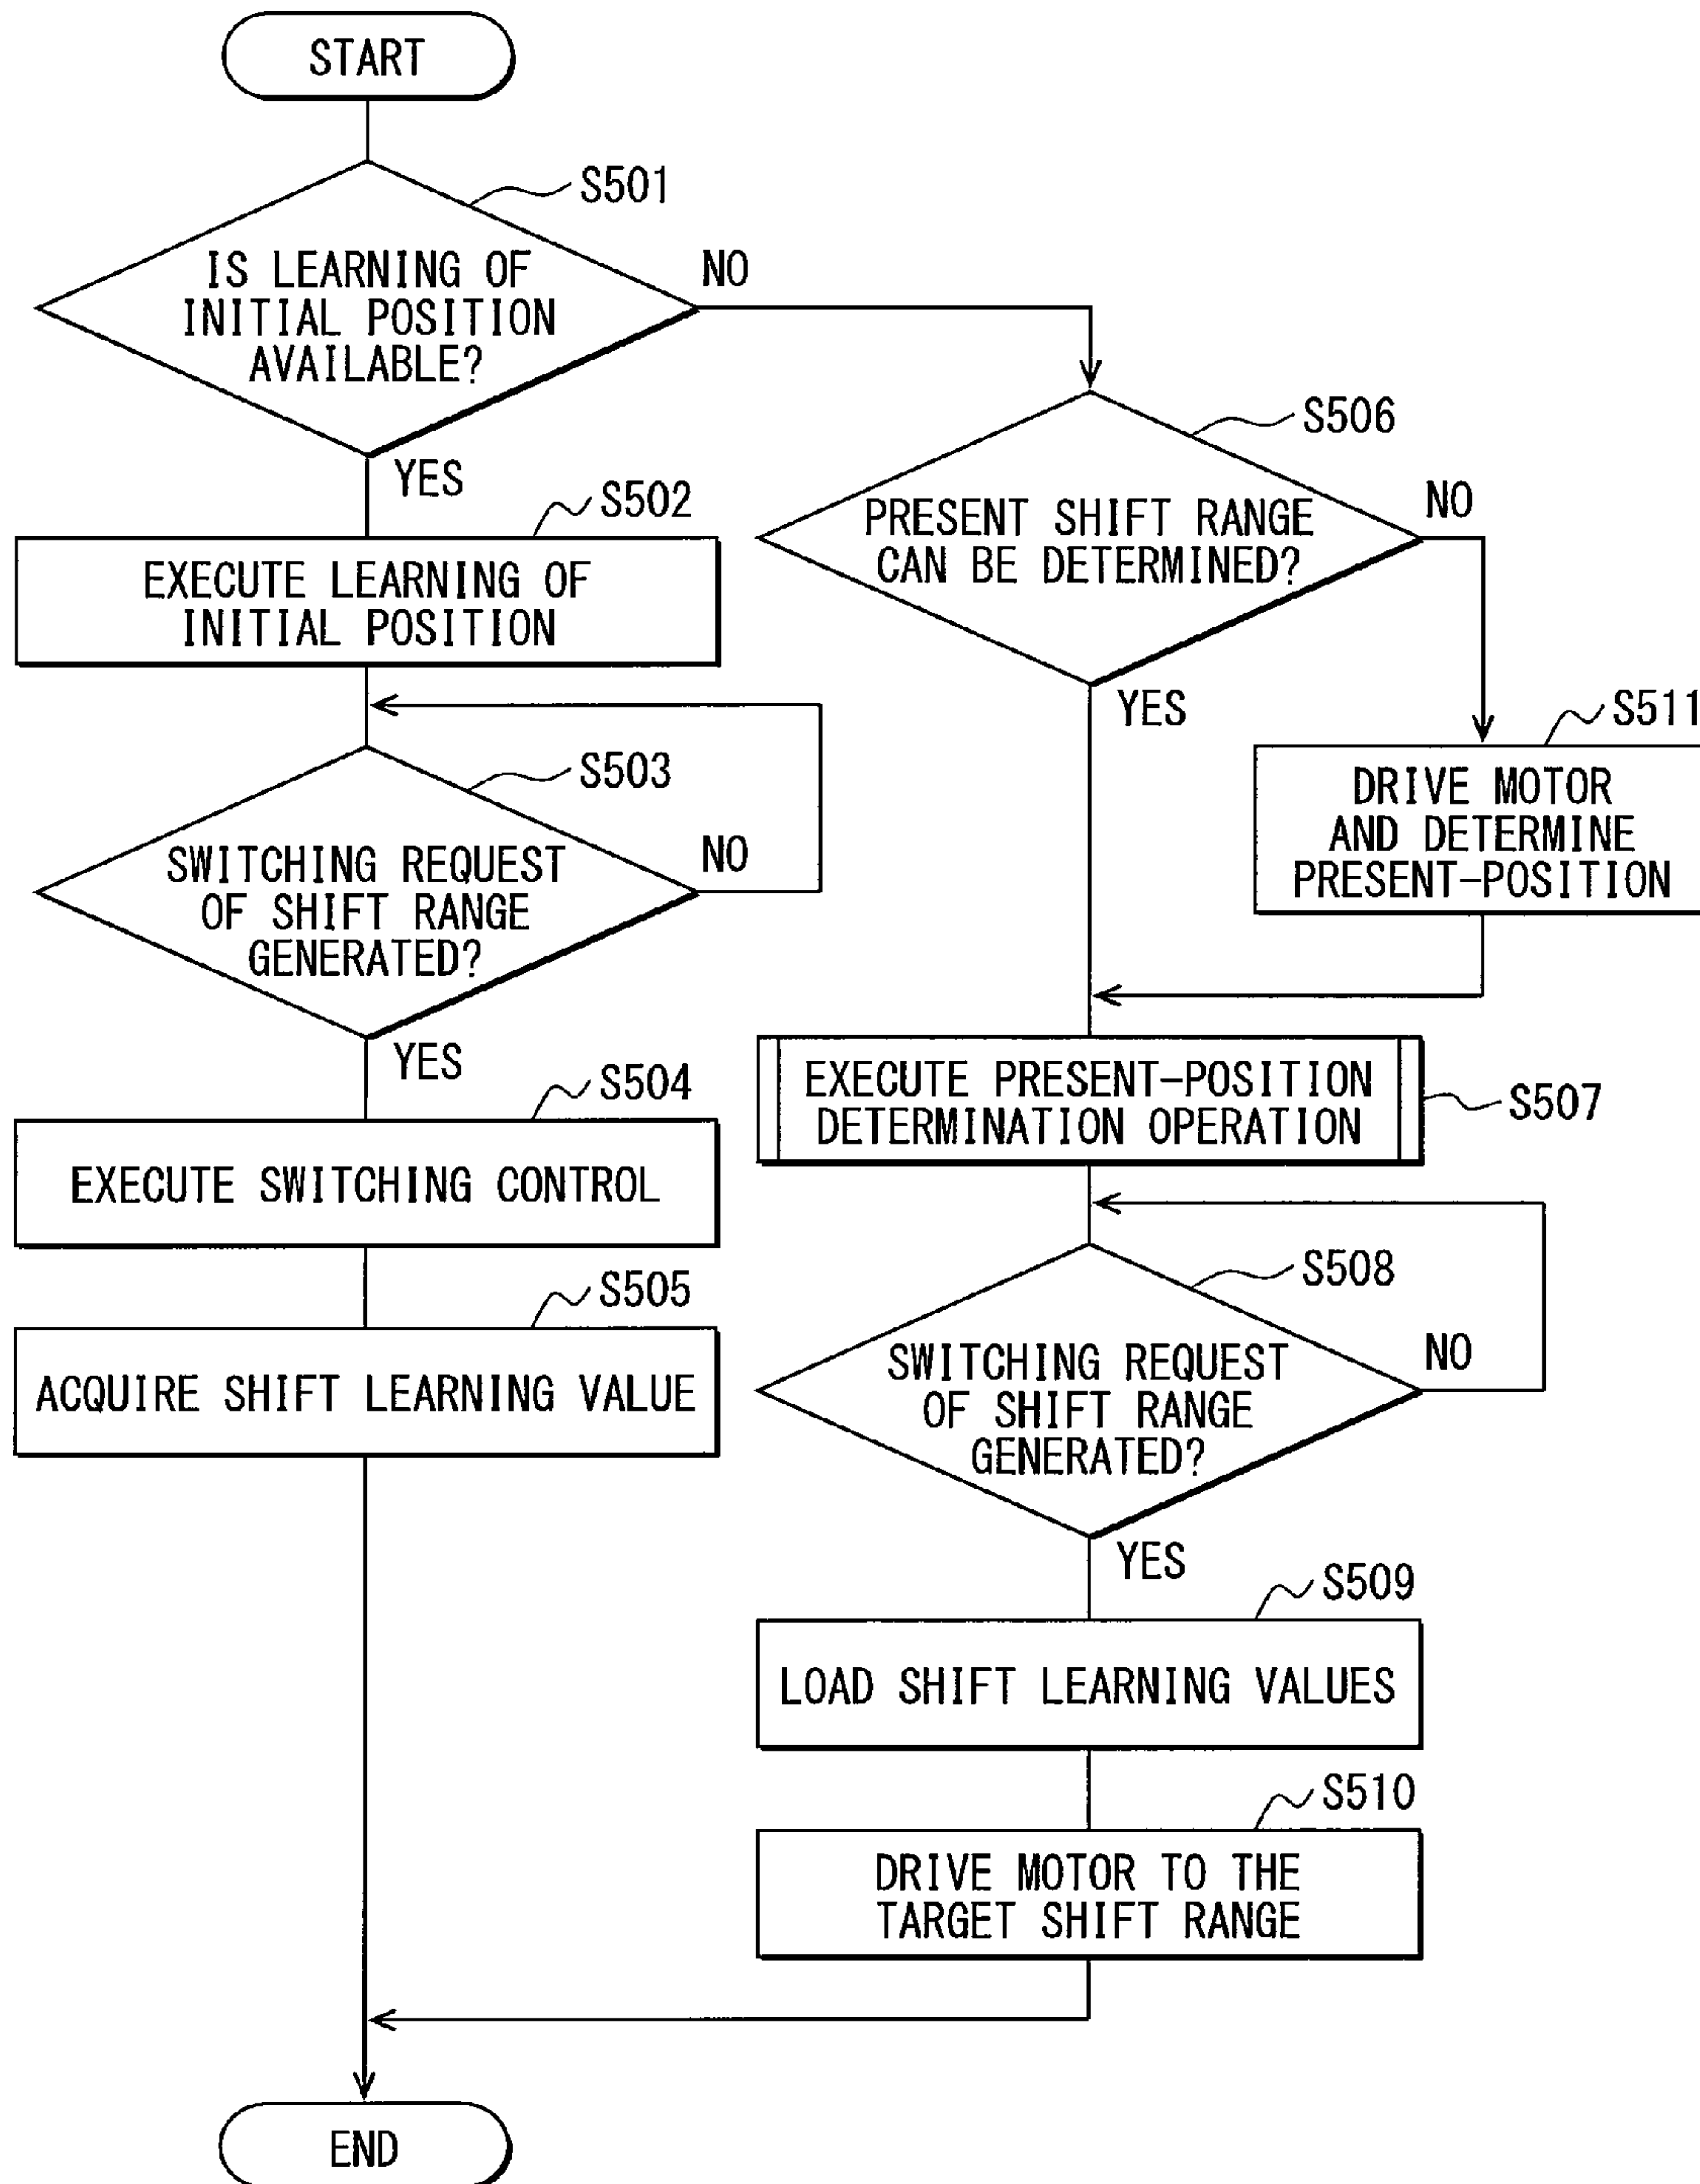 START
S501
IS LEARNING OF
INITIAL POSITION
AVAILABLE?
NO
YES
S502
EXECUTE LEARNING OF
INITIAL POSITION
S503
SWITCHING REQUEST
OF SHIFT RANGE
GENERATED?
NO
YES
S504
EXECUTE SWITCHING CONTROL
S505
ACQUIRE SHIFT LEARNING VALUE
S506
PRESENT SHIFT RANGE
CAN BE DETERMINED?
NO
YES
S511
DRIVE MOTOR
AND DETERMINE
PRESENT-POSITION
EXECUTE PRESENT-POSITION
DETERMINATION OPERATION
S507
S508
SWITCHING REQUEST
OF SHIFT RANGE
GENERATED?
NO
YES
S509
LOAD SHIFT LEARNING VALUES
S510
DRIVE MOTOR TO THE
TARGET SHIFT RANGE
END